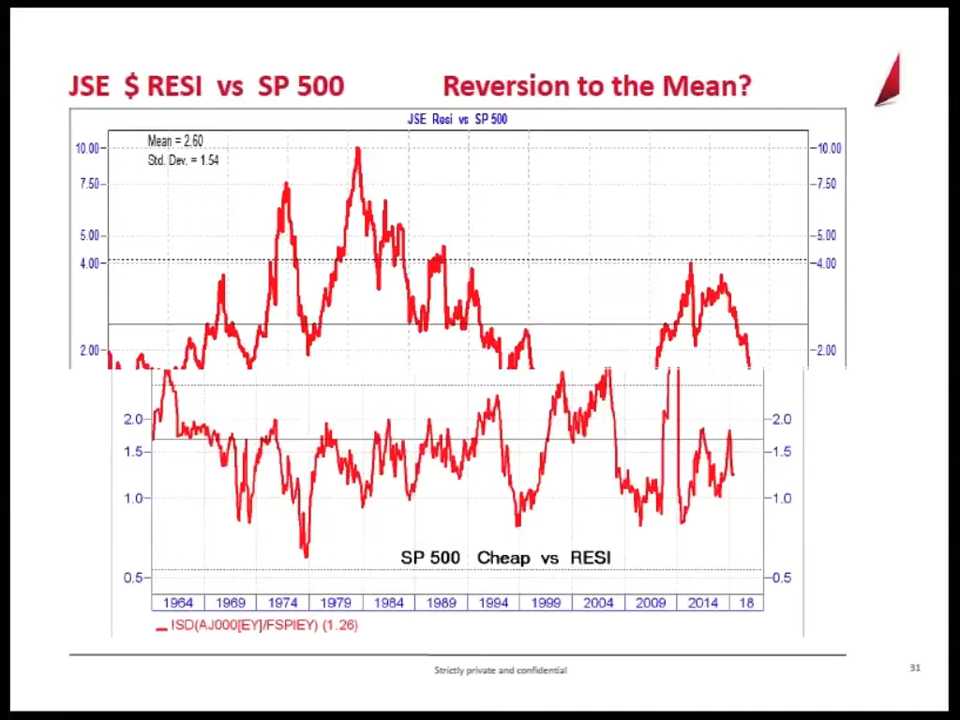 JSE $ RESI vs SP 500 Reversion to the Mean?
JSE Resi vs SP 500
Mean = 2.60
Std. Dev. = 1.54
10.00 10.00
7.50 7.50
5.00 5.00
4.00 4.00
2.00 2.00
2.0 2.0
1.5 1.5
1.0 1.0
SP 500 Cheap vs RESI
0.5 0.5
1964 1969 1974 1979 1984 1989 1994 1999 2004 2009 2014 18
ISD(AJ000[EY]/FSPIEY) (1.26)
Strictly private and confidential
31